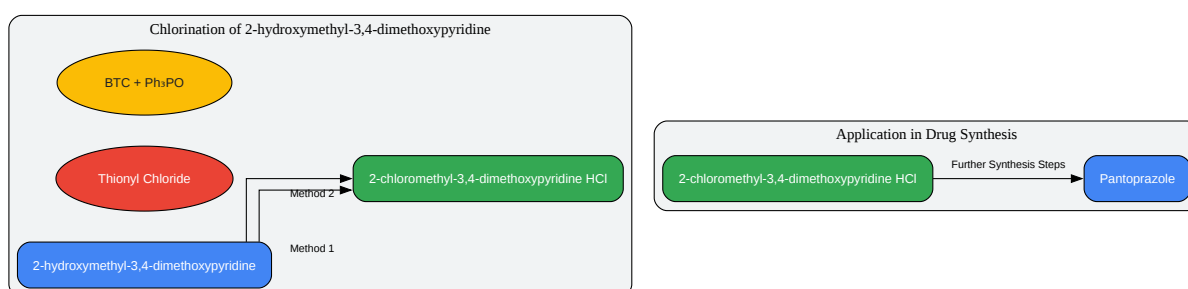 Chlorination of 2-hydroxymethyl-3,4-dimethoxypyridine
BTC + Ph₃PO
Thionyl Chloride
2-chloromethyl-3,4-dimethoxypyridine HCl
Method 2
Method 1
2-hydroxymethyl-3,4-dimethoxypyridine
Application in Drug Synthesis
2-chloromethyl-3,4-dimethoxypyridine HCl
Further Synthesis Steps
Pantoprazole